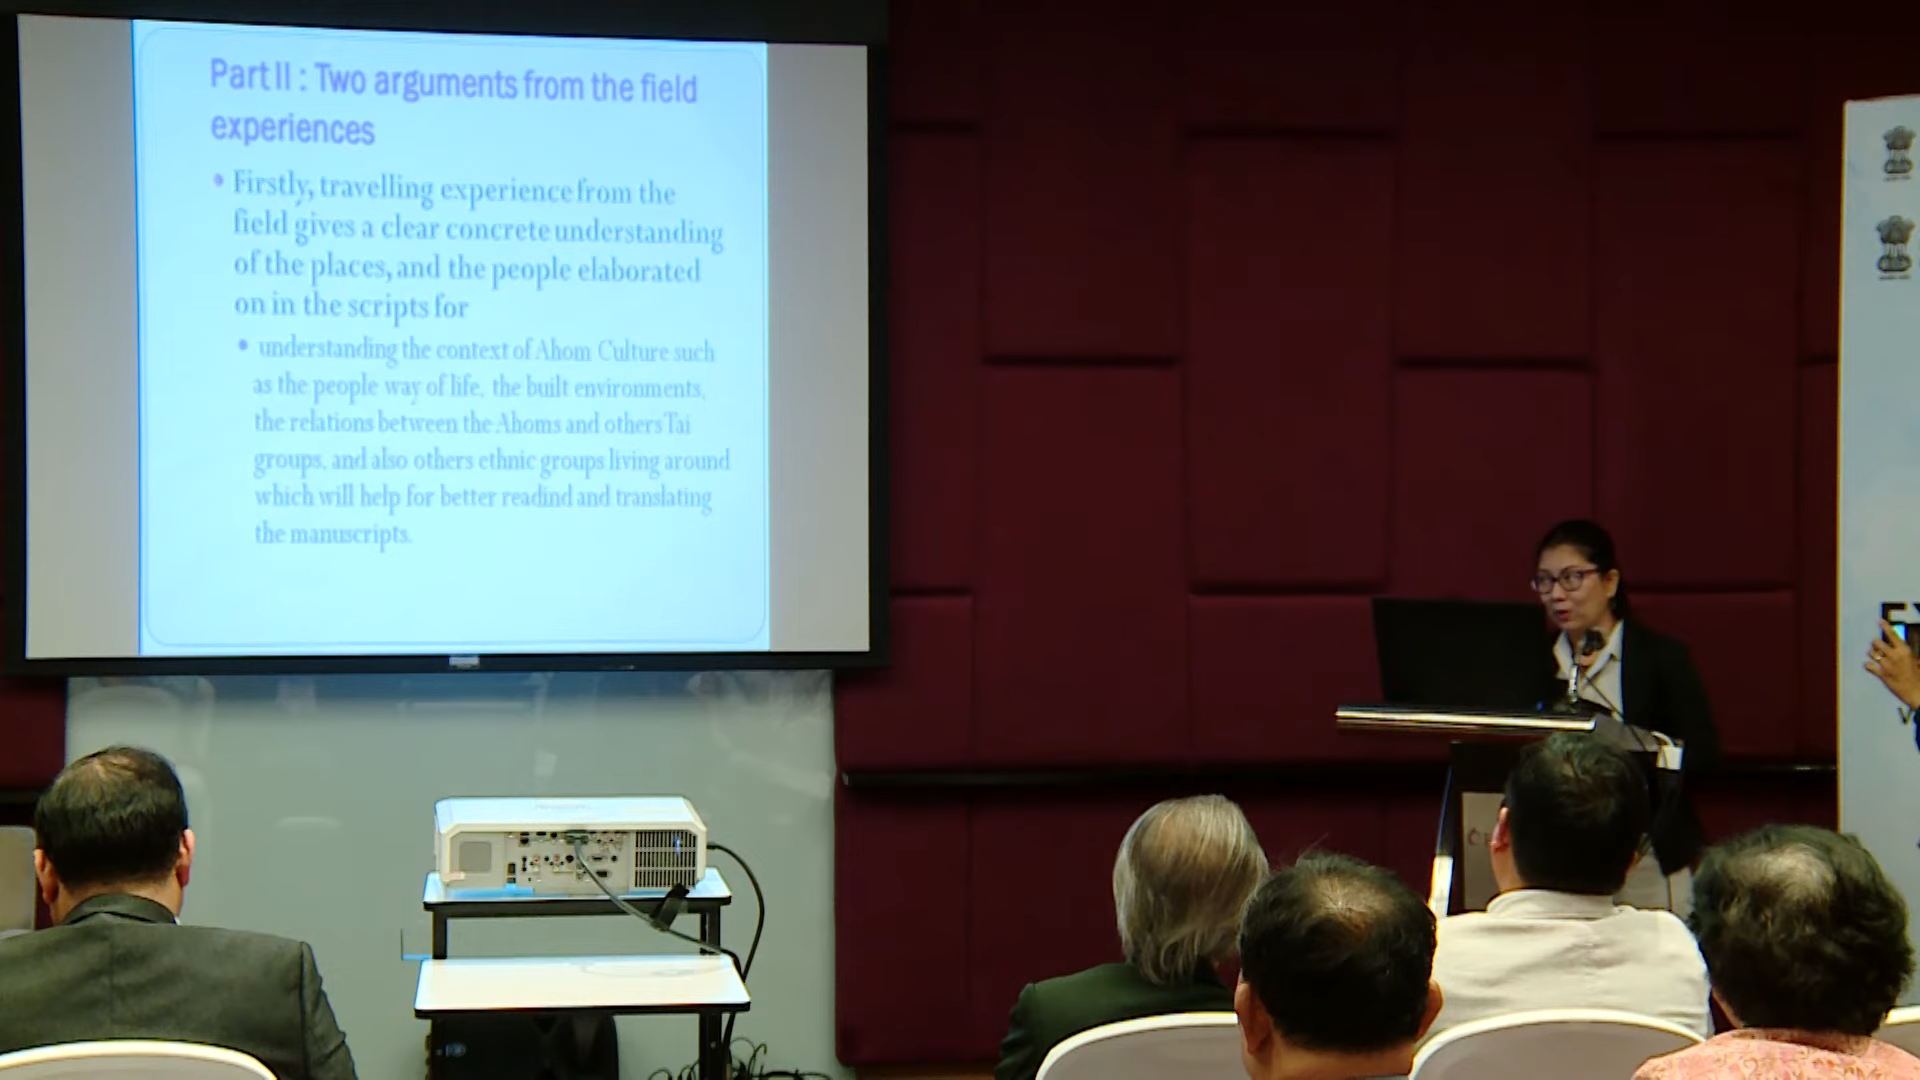 Part II : Two arguments from the field
experiences
• Firstly, travelling experience from the
field gives a clear concrete understanding
of the places, and the people elaborated
on in the scripts for
• understanding the context of Ahom Culture such
as the people way of life, the built environments,
the relations between the Ahoms and others Tai
groups, and also others ethnic groups living around
which will help for better readind and translating
the manuscripts.